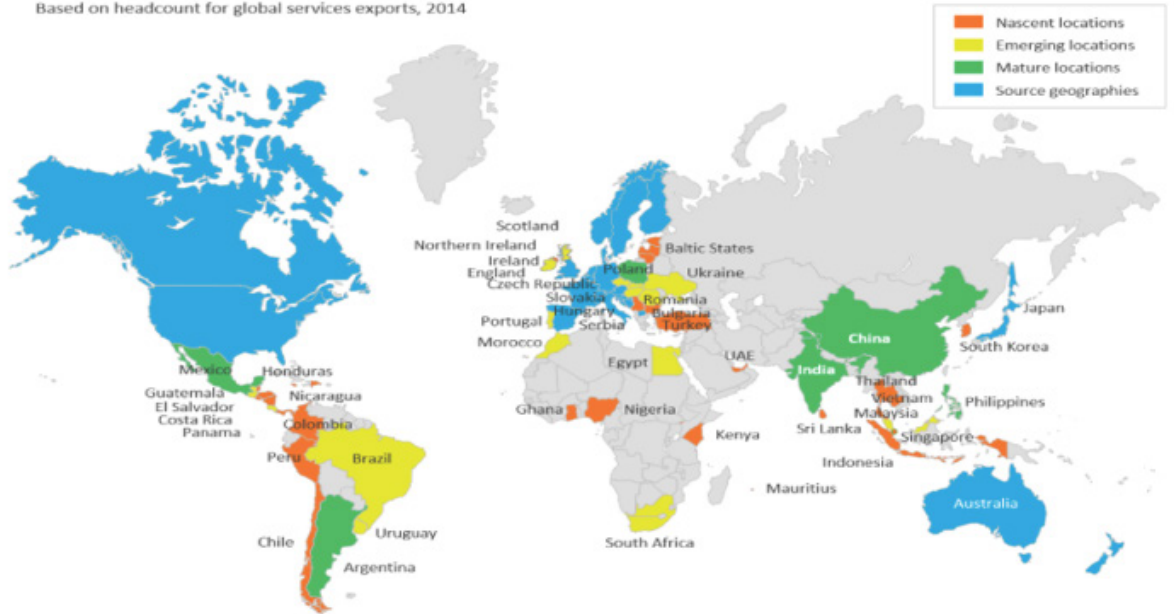 Based on headcount for global services exports, 2014
Nascent locations
Emerging locations
Mature locations
Source geographies
Scotland
Northern Ireland
Ireland
England
Baltic States
Poland
Czech Republic
Ukraine
Slovakia
Romania
Hungary
Bulgaria
Portugal
Serbia
Turkey
Morocco
Egypt
UAE
Japan
China
South Korea
India
Thailand
Vietnam
Philippines
Malaysia
Sri Lanka
Singapore
Indonesia
Mexico
Honduras
Guatemala
Nicaragua
El Salvador
Costa Rica
Panama
Colombia
Ghana
Nigeria
Kenya
Peru
Brazil
Mauritius
Australia
Uruguay
Chile
South Africa
Argentina